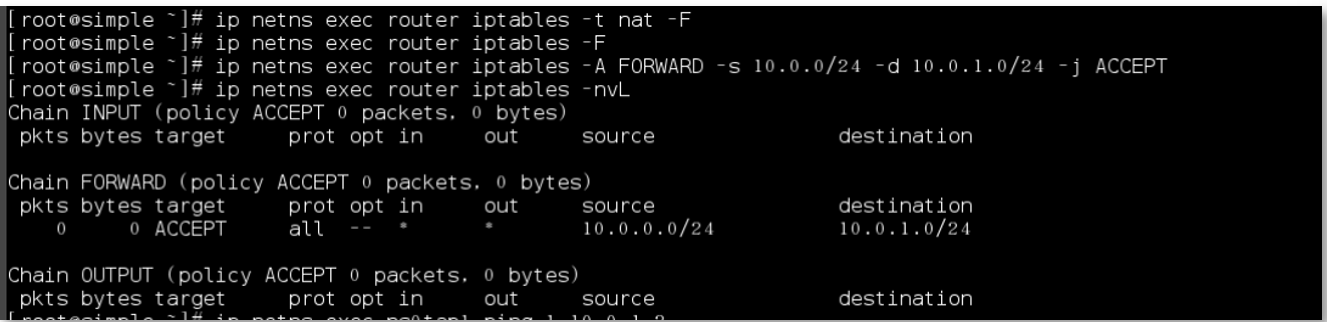 [root@simple ~]# ip netns exec router iptables -t nat -F
[root@simple ~]# ip netns exec router iptables -F
[root@simple ~]# ip netns exec router iptables -A FORWARD -s 10.0.0/24 -d 10.0.1.0/24 -j ACCEPT
[root@simple ~]# ip netns exec router iptables -nvL
Chain INPUT (policy ACCEPT 0 packets, 0 bytes)
pkts bytes target prot opt in out source destination
Chain FORWARD (policy ACCEPT 0 packets, 0 bytes)
pkts bytes target prot opt in out source destination
0 0 ACCEPT all -- * * 10.0.0.0/24 10.0.1.0/24
Chain OUTPUT (policy ACCEPT 0 packets, 0 bytes)
pkts bytes target prot opt in out source destination
[root@simple ~]# ip netns exec